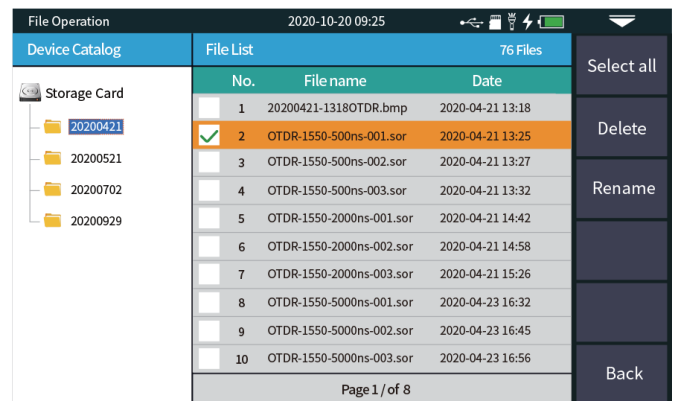 File Operation 2020-10-20 09:25
Device Catalog
Storage Card
20200421
20200521
20200702
20200929
File List 76 Files
No. File name Date
1 20200421-1318OTDR.bmp 2020-04-21 13:18
2 OTDR-1550-500ns-001.sor 2020-04-21 13:25
3 OTDR-1550-500ns-002.sor 2020-04-21 13:27
4 OTDR-1550-500ns-003.sor 2020-04-21 13:32
5 OTDR-1550-2000ns-001.sor 2020-04-21 14:42
6 OTDR-1550-2000ns-002.sor 2020-04-21 14:58
7 OTDR-1550-2000ns-003.sor 2020-04-21 15:26
8 OTDR-1550-5000ns-001.sor 2020-04-23 16:32
9 OTDR-1550-5000ns-002.sor 2020-04-23 16:45
10 OTDR-1550-5000ns-003.sor 2020-04-23 16:56
Page 1 / of 8
Select all
Delete
Rename
Back